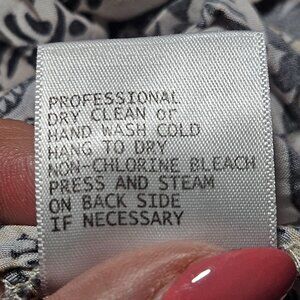 PROFESSIONAL
DRY CLEAN or
HAND WASH COLD
HANG TO DRY
NON-CHLORINE BLEACH
PRESS AND STEAM
ON BACK SIDE
IF NECESSARY